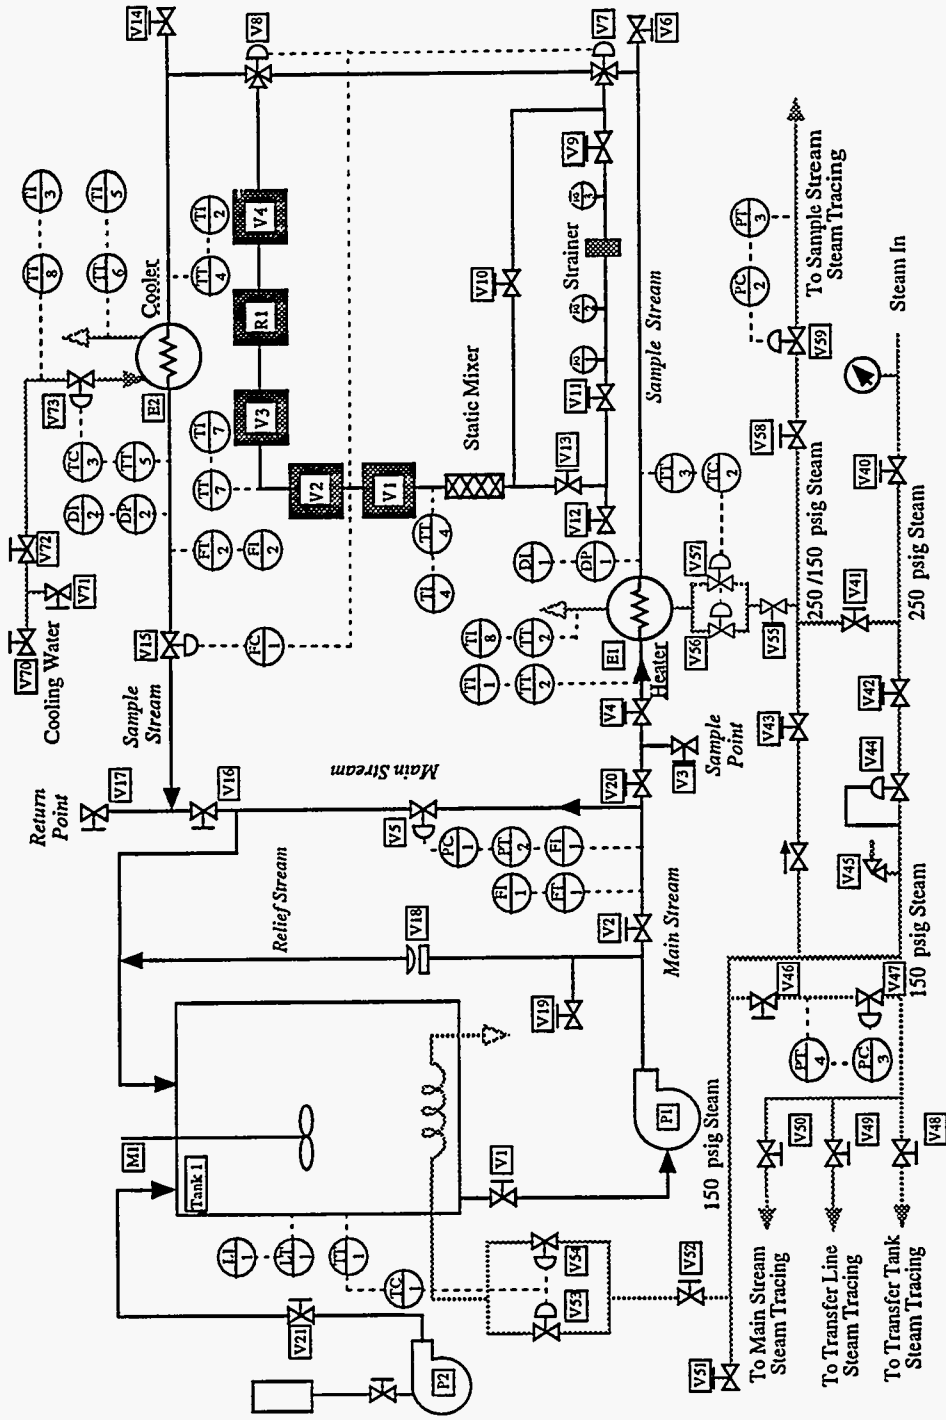 V14
V8
V7
V6
TI
3
TI
5
TI
8
TT
6
Cooler
TI
2
TT
4
V4
R1
V3
V2
V1
TI
7
TT
7
V73
E2
TC
3
TT
5
DI
2
DP
2
FT
2
FI
2
V72
V71
V70
Cooling Water
V15
FC
1
Sample
Stream
V9
Strainer
V10
V11
V13
V12
Static Mixer
TT
4
TI
4
Sample Stream
PT
3
PC
2
To Sample Stream
Steam Tracing
V59
V58
Steam In
V40
250 /150 psig Steam
250 psig Steam
V41
TT
3
TC
2
V57
V56
V55
DI
1
DP
1
TI
8
TT
2
TI
1
TT
2
E1
Heater
V4
V3
Sample
Point
V20
V43
V42
V44
V45
150 psig Steam
Return
Point
V17
V16
Main Stream
V5
PC
1
PT
2
FI
1
FI
1
FT
1
V2
Main Stream
Relief Stream
V18
V19
P1
V1
M1
Tank 1
LI
1
LT
1
TT
1
TC
1
V21
P2
V54
V53
V52
V51
150 psig Steam
V46
V47
PT
4
PC
3
V50
V49
V48
To Main Stream
Steam Tracing
To Transfer Line
Steam Tracing
To Transfer Tank
Steam Tracing